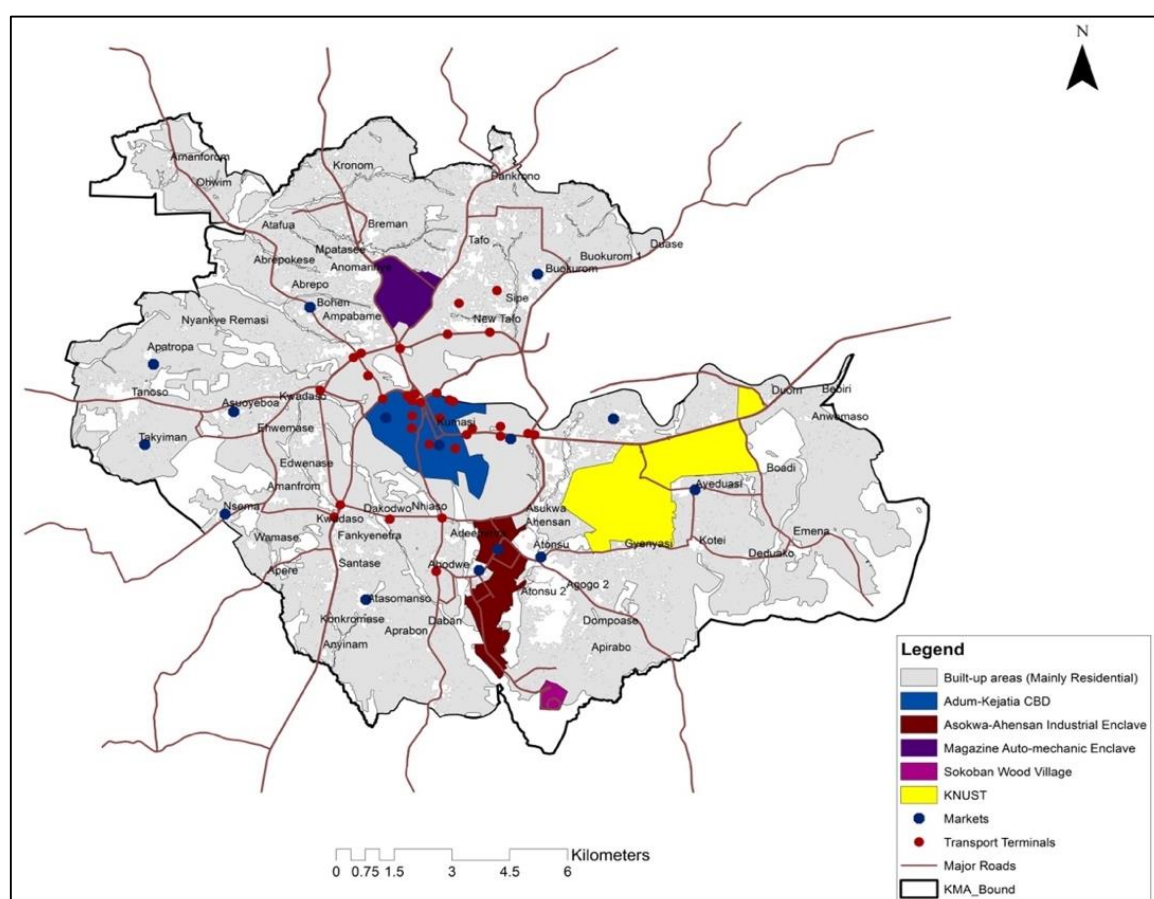 N
Amanforom
Ohwim
Kronom
Pankrono
Atafua
Breman
Mpatasee
Tafo
Duase
Abrepokese
Anomannye
Buokurom 1
Buokurom
Abrepo
Sipe
Bohen
Ampabame
New Tafo
Nyankye Remasi
Apatropa
Tanoso
Kwadaso
Duom
Bebiri
Asuoyeboa
Anwomaso
Kumasi
Ehwemase
Takyiman
Edwenase
Boadi
Amanfrom
Ayeduasi
Nsema
Dakodwo
Nhiaso
Asukwa
Kwadaso
Ahensan
Wamase
Fankyenetra
Emena
Atonsu
Gyenyasi
Kotei
Deduako
Santase
Apere
Ahodwe
Agogo 2
Atonsu 2
Atasomanso
Konkromase
Aprabon
Daban
Dompoase
Anyinam
Apirabo
Legend
Built-up areas (Mainly Residential)
Adum-Kejatia CBD
Asokwa-Ahensan Industrial Enclave
Magazine Auto-mechanic Enclave
Sokoban Wood Village
KNUST
Markets
Transport Terminals
Major Roads
KMA_Bound
Kilometers
0 0.75 1.5 3 4.5 6